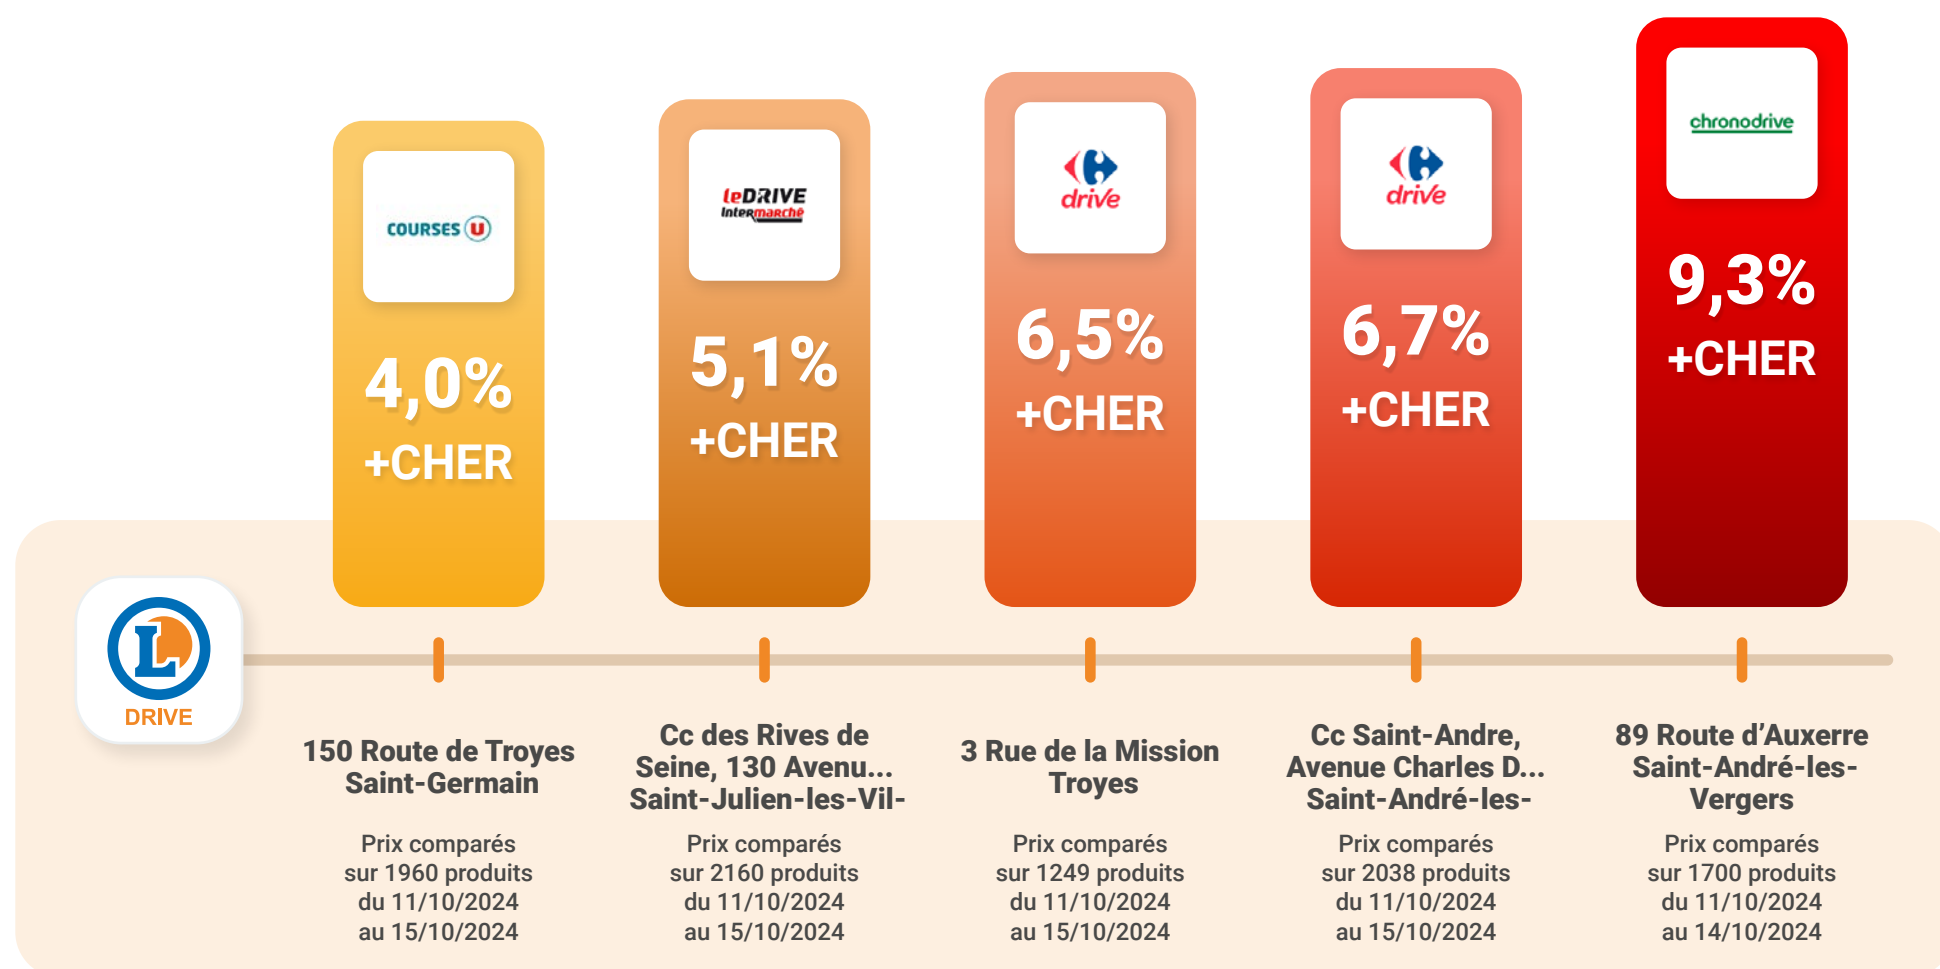 COURSES U
4,0%
+CHER
leDRIVE
Intermarché
5,1%
+CHER
drive
6,5%
+CHER
drive
6,7%
+CHER
chronodrive
9,3%
+CHER
L
DRIVE
150 Route de Troyes
Saint-Germain
Prix comparés
sur 1960 produits
du 11/10/2024
au 15/10/2024
Cc des Rives de
Seine, 130 Avenu...
Saint-Julien-les-Vil-
Prix comparés
sur 2160 produits
du 11/10/2024
au 15/10/2024
3 Rue de la Mission
Troyes
Prix comparés
sur 1249 produits
du 11/10/2024
au 15/10/2024
Cc Saint-Andre,
Avenue Charles D...
Saint-André-les-
Prix comparés
sur 2038 produits
du 11/10/2024
au 15/10/2024
89 Route d'Auxerre
Saint-André-les-
Vergers
Prix comparés
sur 1700 produits
du 11/10/2024
au 14/10/2024